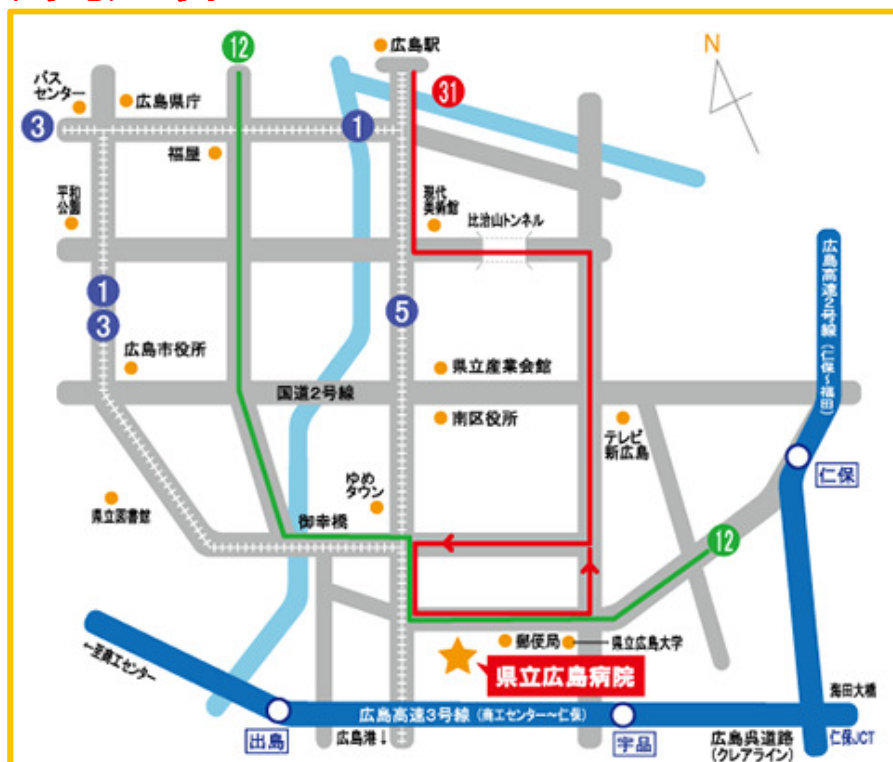 12
広島駅
N
バス
センター
広島県庁
31
3
1
福屋
平和
公園
現代
美術館
比治山トンネル
広島高速2号線(仁保〜福田)
1
3
5
広島市役所
県立産業会館
国道2号線
南区役所
テレビ
新広島
仁保
ゆめ
タウン
県立図書館
御幸橋
12
郵便局
県立広島大学
←至商工センター
県立広島病院
海田大橋
広島高速3号線(商工センター〜仁保)
出島
広島港↓
宇品
広島呉道路
(クレアライン)
仁保JCT